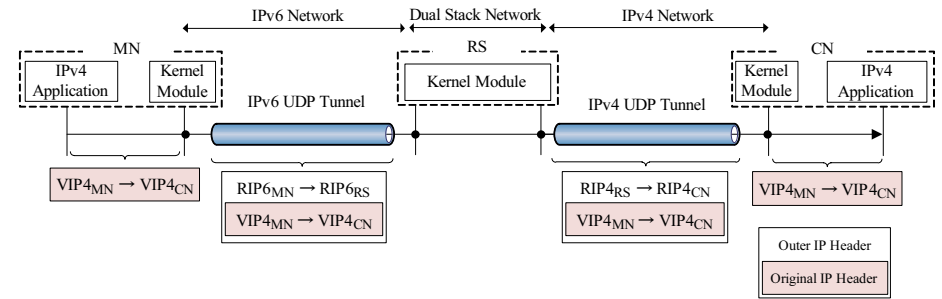 IPv6 Network
Dual Stack Network
IPv4 Network
MN
RS
CN
IPv4 Application
Kernel Module
Kernel Module
Kernel Module
IPv4 Application
IPv6 UDP Tunnel
IPv4 UDP Tunnel
VIP4MN → VIP4CN
RIP6MN → RIP6RS
VIP4MN → VIP4CN
RIP4RS → RIP4CN
VIP4MN → VIP4CN
VIP4MN → VIP4CN
Outer IP Header
Original IP Header